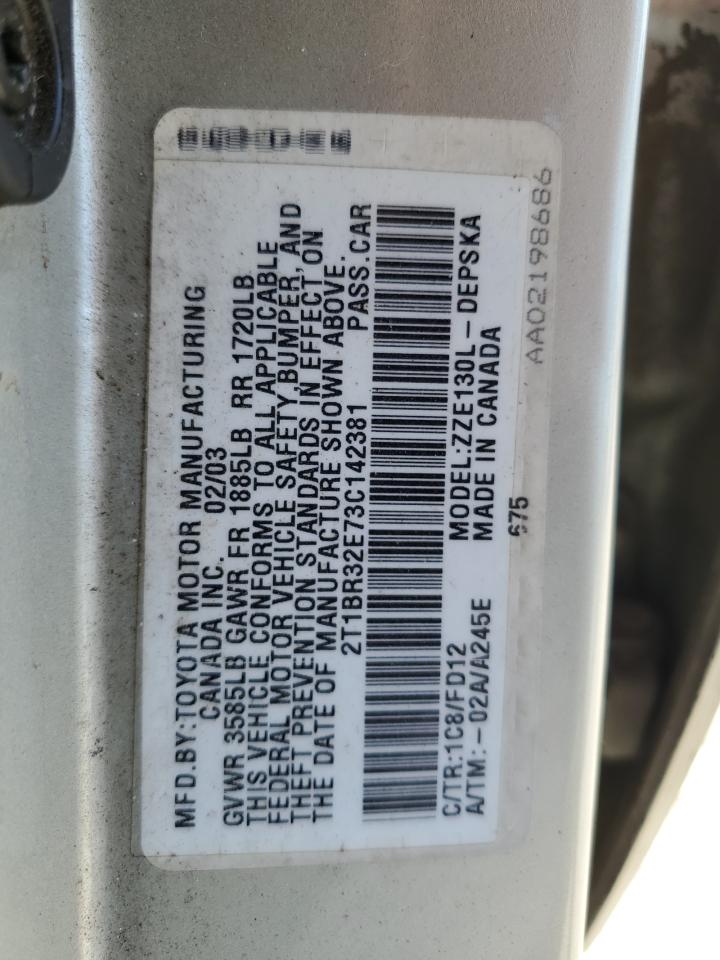 MFD.BY:TOYOTA MOTOR MANUFACTURING
CANADA INC. 02/03
GVWR 3585LB GAWR FR 1885LB RR 1720LB
THIS VEHICLE CONFORMS TO ALL APPLICABLE
FEDERAL MOTOR VEHICLE SAFETY,BUMPER, AND
THEFT PREVENTION STANDARDS IN EFFECT ON
THE DATE OF MANUFACTURE SHOWN ABOVE.
2T1BR32E73C142381 PASS.CAR
C/TR:1C8/FD12 MODEL:ZZE130L-DEPSKA
A/TM:-02A/A245E MADE IN CANADA
675
AA02198686